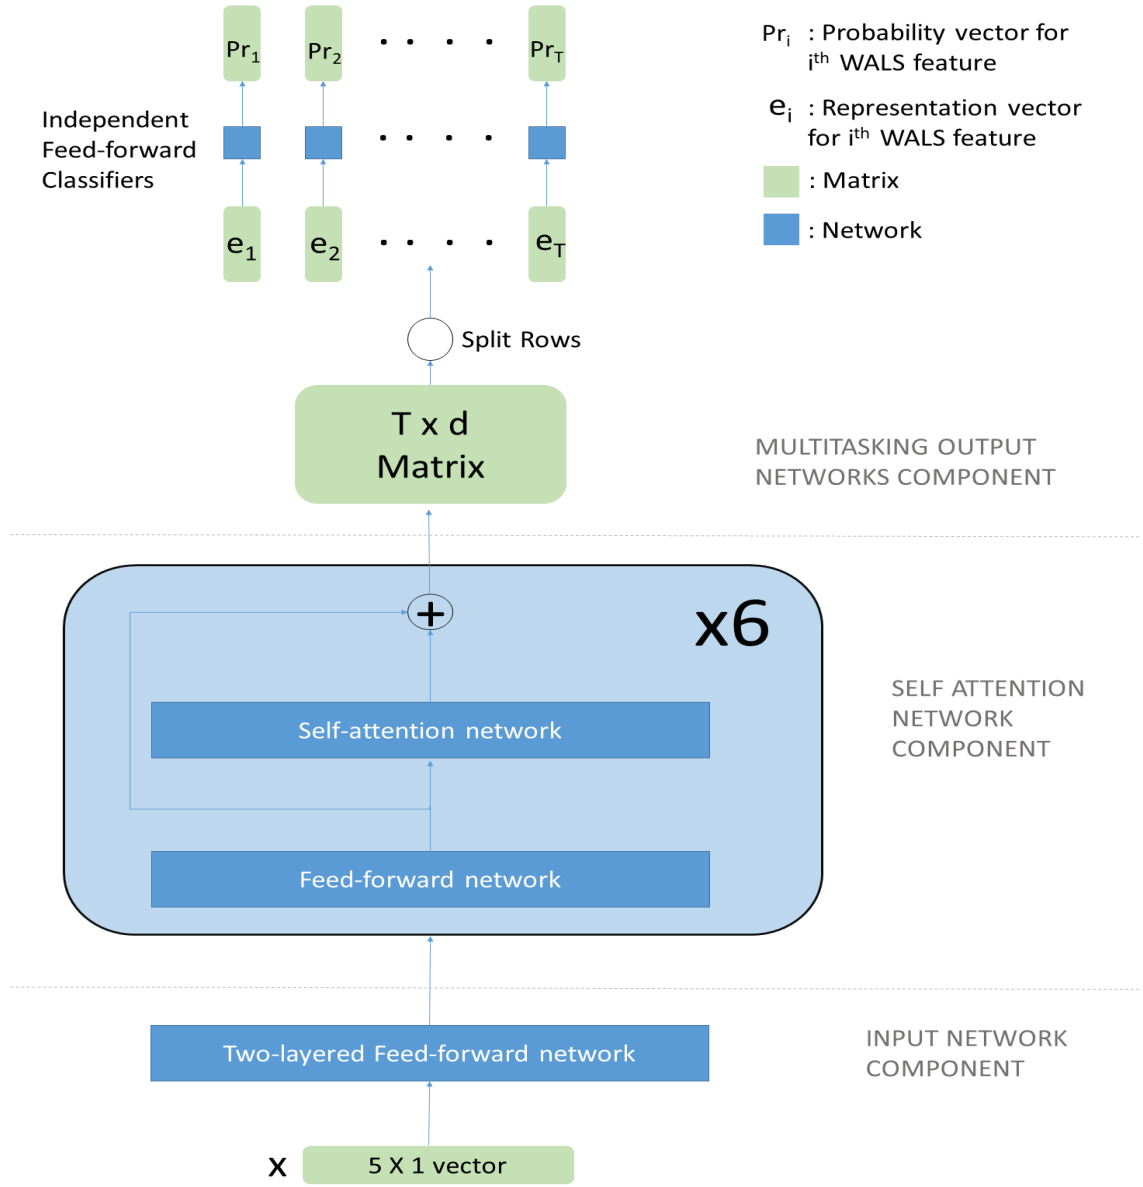 Pr1 Pr2 . . . . PrT
Pri : Probability vector for
ith WALS feature
ei : Representation vector
for ith WALS feature
: Matrix
: Network
Independent
Feed-forward
Classifiers
. . . .
e1 e2 . . . . eT
Split Rows
T x d
Matrix
MULTITASKING OUTPUT
NETWORKS COMPONENT
+
x6
Self-attention network
Feed-forward network
SELF ATTENTION
NETWORK
COMPONENT
Two-layered Feed-forward network
INPUT NETWORK
COMPONENT
x 5 X 1 vector